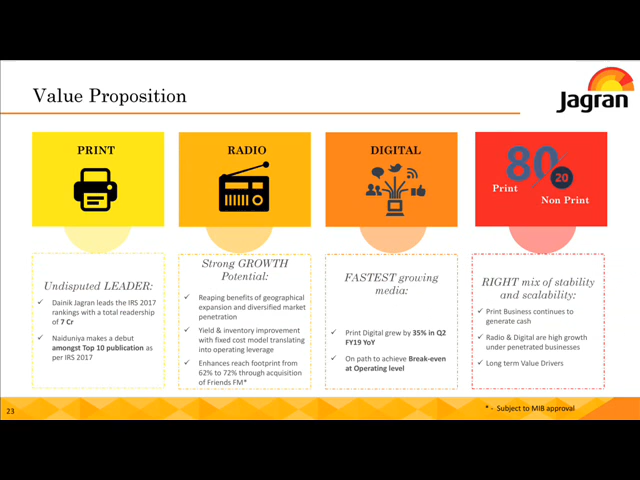 Value Proposition
Jagran
PRINT
RADIO
DIGITAL
80
20
Print
Non Print
Undisputed LEADER:
✓ Dainik Jagran leads the IRS 2017
rankings with a total readership
of 7 Cr
✓ Naiduniya makes a debut
amongst Top 10 publication as
per IRS 2017
Strong GROWTH
Potential:
✓ Reaping benefits of geographical
expansion and diversified market
penetration
✓ Yield & inventory improvement
with fixed cost model translating
into operating leverage
✓ Enhances reach footprint from
62% to 72% through acquisition
of Friends FM*
FASTEST growing
media:
✓ Print Digital grew by 35% in Q2
FY19 YoY
✓ On path to achieve Break-even
at Operating level
RIGHT mix of stability
and scalability:
✓ Print Business continues to
generate cash
✓ Radio & Digital are high growth
under penetrated businesses
✓ Long term Value Drivers
23
* - Subject to MIB approval